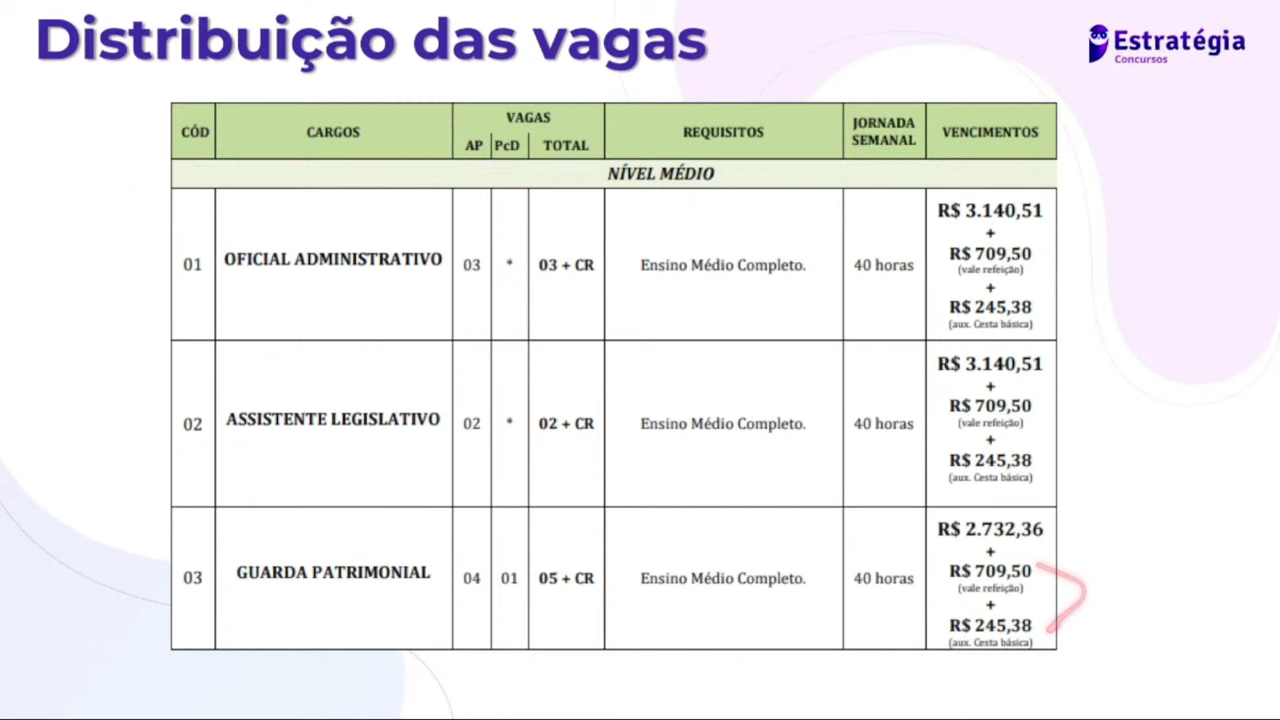 Distribuição das vagas
Estratégia
Concursos
CÓD
CARGOS
VAGAS
AP PcD TOTAL
REQUISITOS
JORNADA
SEMANAL
VENCIMENTOS
NÍVEL MÉDIO
01
OFICIAL ADMINISTRATIVO
03
*
03 + CR
Ensino Médio Completo.
40 horas
R$ 3.140,51
+
R$ 709,50
(vale refeição)
+
R$ 245,38
(aux. Cesta básica)
02
ASSISTENTE LEGISLATIVO
02
*
02 + CR
Ensino Médio Completo.
40 horas
R$ 3.140,51
+
R$ 709,50
(vale refeição)
+
R$ 245,38
(aux. Cesta básica)
03
GUARDA PATRIMONIAL
04
01
05 + CR
Ensino Médio Completo.
40 horas
R$ 2.732,36
+
R$ 709,50
(vale refeição)
+
R$ 245,38
(aux. Cesta básica)